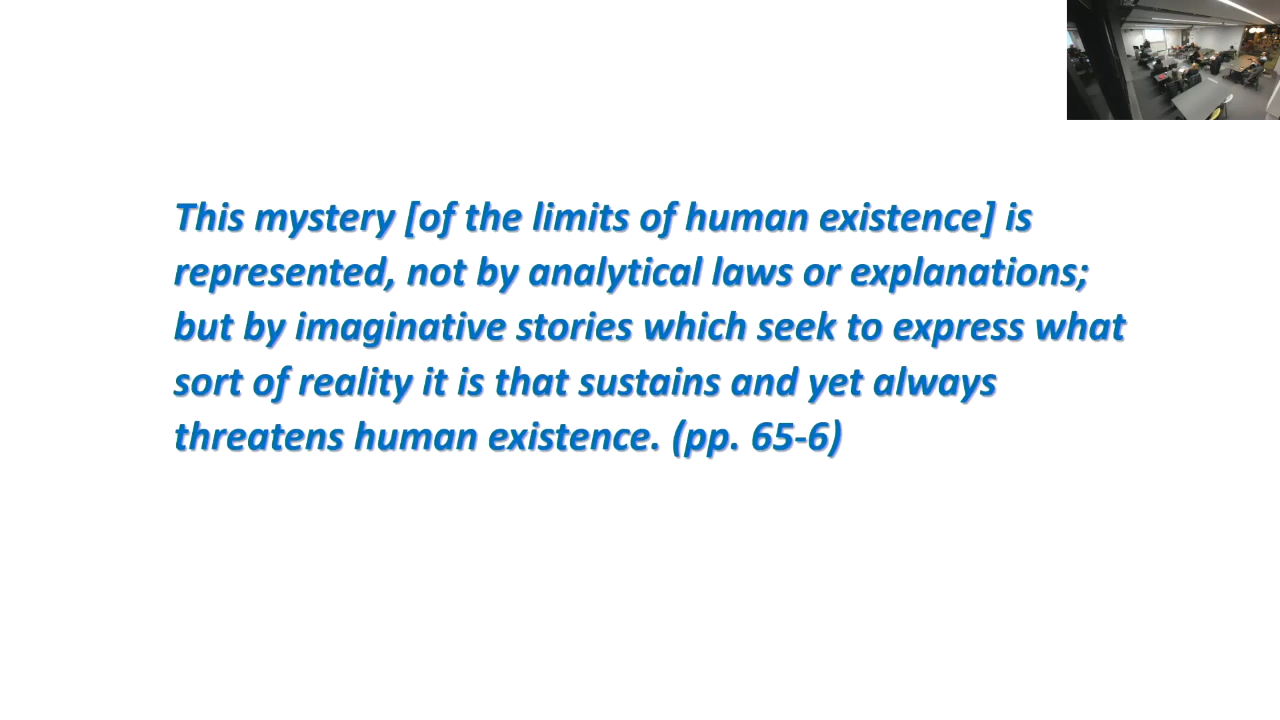 This mystery [of the limits of human existence] is
represented, not by analytical laws or explanations;
but by imaginative stories which seek to express what
sort of reality it is that sustains and yet always
threatens human existence. (pp. 65-6)